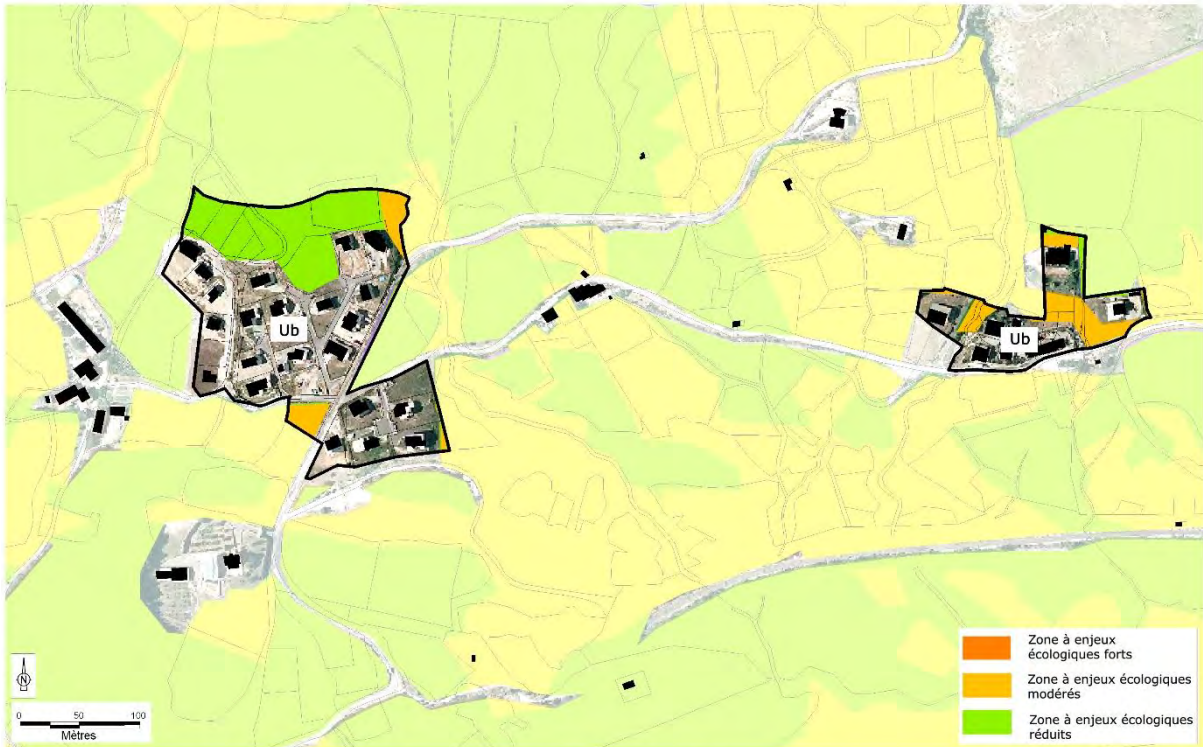 Ub
Ub
N
0 50 100
Mètres
Zone à enjeux
écologiques forts
Zone à enjeux écologiques
modérés
Zone à enjeux écologiques
réduits